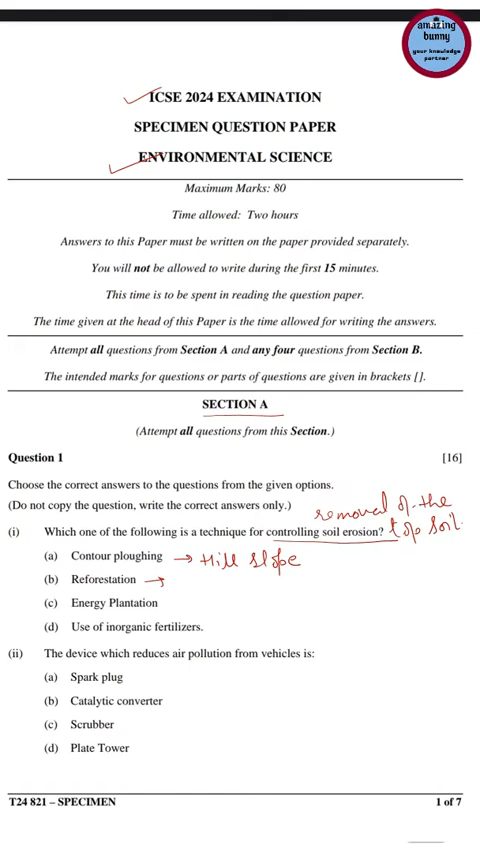 amazing
bunny
your knowledge
partner
ICSE 2024 EXAMINATION
SPECIMEN QUESTION PAPER
ENVIRONMENTAL SCIENCE
Maximum Marks: 80
Time allowed: Two hours
Answers to this Paper must be written on the paper provided separately.
You will not be allowed to write during the first 15 minutes.
This time is to be spent in reading the question paper.
The time given at the head of this Paper is the time allowed for writing the answers.
Attempt all questions from Section A and any four questions from Section B.
The intended marks for questions or parts of questions are given in brackets [].
SECTION A
(Attempt all questions from this Section.)
Question 1 [16]
Choose the correct answers to the questions from the given options.
(Do not copy the question, write the correct answers only.)
removal of the
top soil.
(i) Which one of the following is a technique for controlling soil erosion?
(a) Contour ploughing → Hill slope
(b) Reforestation →
(c) Energy Plantation
(d) Use of inorganic fertilizers.
(ii) The device which reduces air pollution from vehicles is:
(a) Spark plug
(b) Catalytic converter
(c) Scrubber
(d) Plate Tower
T24 821 – SPECIMEN 1 of 7